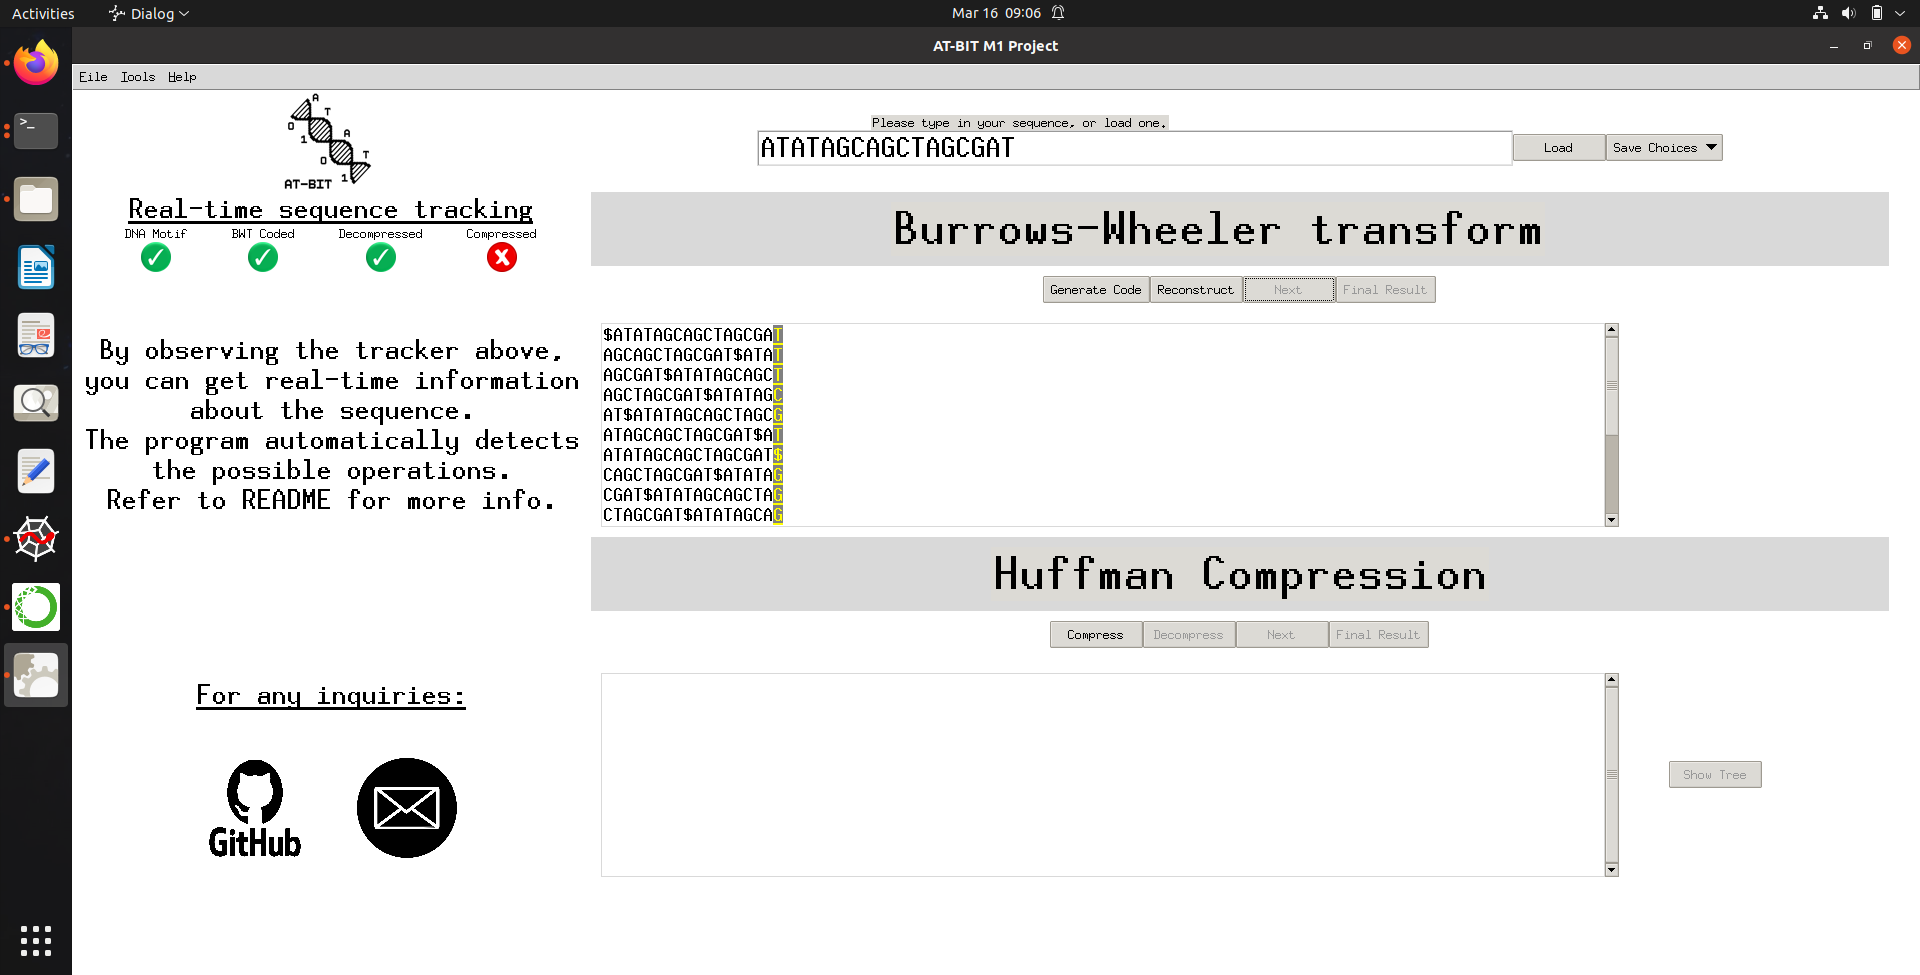 Activities
Dialog
Mar 16 09:06
AT-BIT M1 Project
File Tools Help
A
T
0
A
1
T
0
1
AT-BIT
Please type in your sequence, or load one.
ATATAGCAGCTAGCGAT
Load
Save Choices
Real-time sequence tracking
DNA Motif BWT Coded Decompressed Compressed
Burrows-Wheeler transform
Generate Code Reconstruct Next Final Result
By observing the tracker above,
you can get real-time information
about the sequence.
The program automatically detects
the possible operations.
Refer to README for more info.
$ATATAGCAGCTAGCGAT
AGCAGCTAGCGAT$ATAT
AGCGAT$ATATAGCAGCT
AGCTAGCGAT$ATATAGC
AT$ATATAGCAGCTAGCG
ATAGCAGCTAGCGAT$AT
ATATAGCAGCTAGCGAT$
CAGCTAGCGAT$ATATAG
CGAT$ATATAGCAGCTAG
CTAGCGAT$ATATAGCAG
Huffman Compression
Compress Decompress Next Final Result
Show Tree
For any inquiries:
GitHub